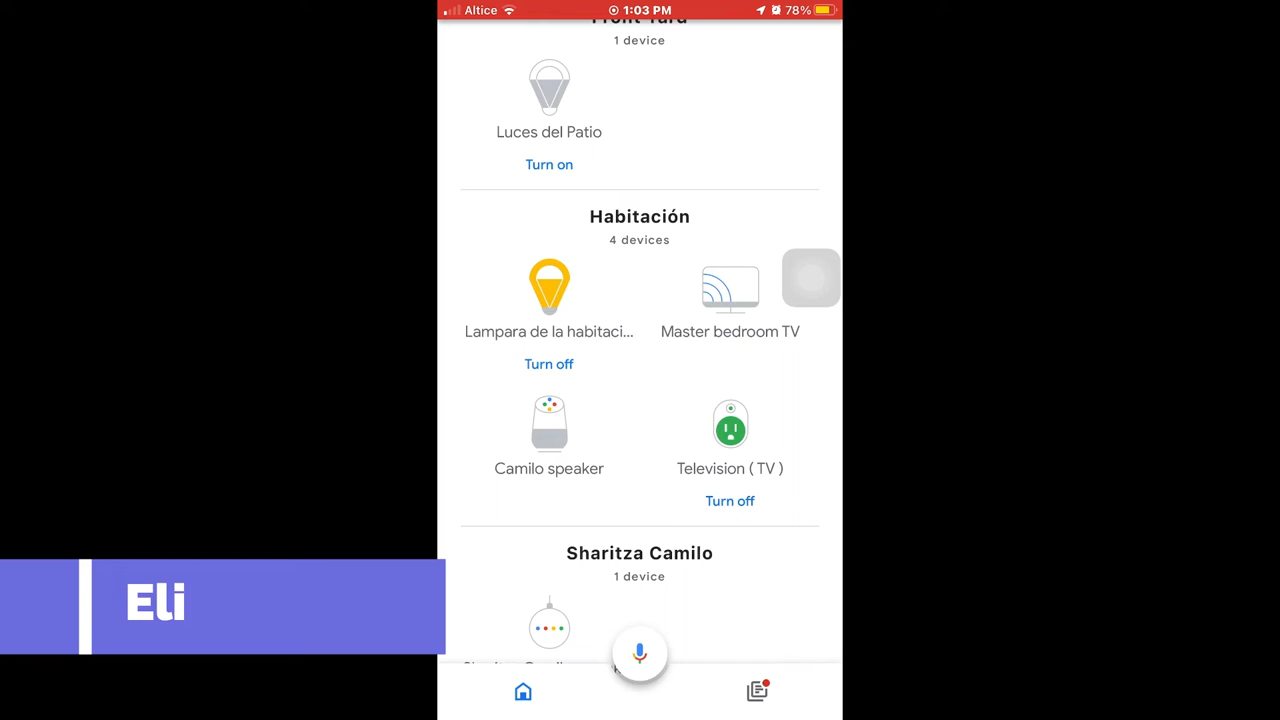 Altice 1:03 PM 78%
Front Yard
1 device
Luces del Patio
Turn on
Habitación
4 devices
Lampara de la habitaci... Master bedroom TV
Turn off
Camilo speaker Television ( TV )
Turn off
Sharitza Camilo
1 device
Eli